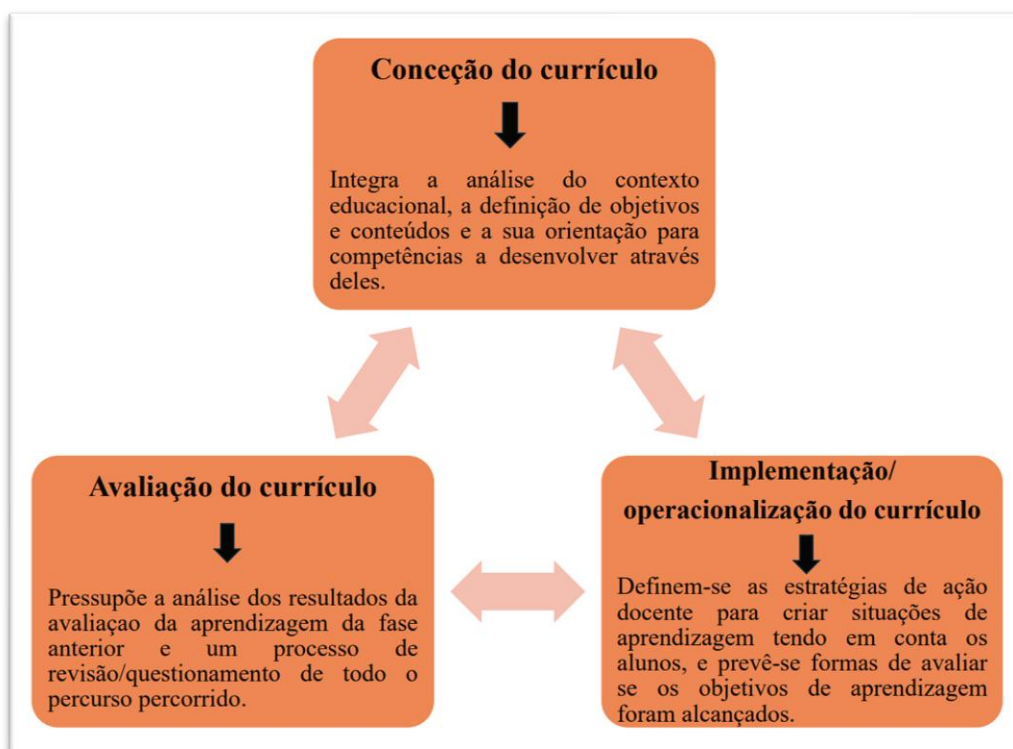 Conceção do currículo
Integra a análise do contexto
educacional, a definição de objetivos
e conteúdos e a sua orientação para
competências a desenvolver através
deles.
Avaliação do currículo
Pressupõe a análise dos resultados da
avaliaçao da aprendizagem da fase
anterior e um processo de
revisão/questionamento de todo o
percurso percorrido.
Implementação/
operacionalização do currículo
Definem-se as estratégias de ação
docente para criar situações de
aprendizagem tendo em conta os
alunos, e prevê-se formas de avaliar
se os objetivos de aprendizagem
foram alcançados.